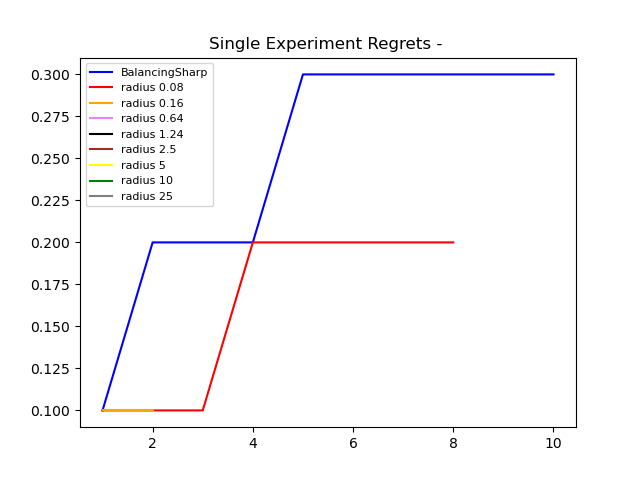 Single Experiment Regrets -
0.300
0.275
0.250
0.225
0.200
0.175
0.150
0.125
0.100
BalancingSharp
radius 0.08
radius 0.16
radius 0.64
radius 1.24
radius 2.5
radius 5
radius 10
radius 25
2 4 6 8 10